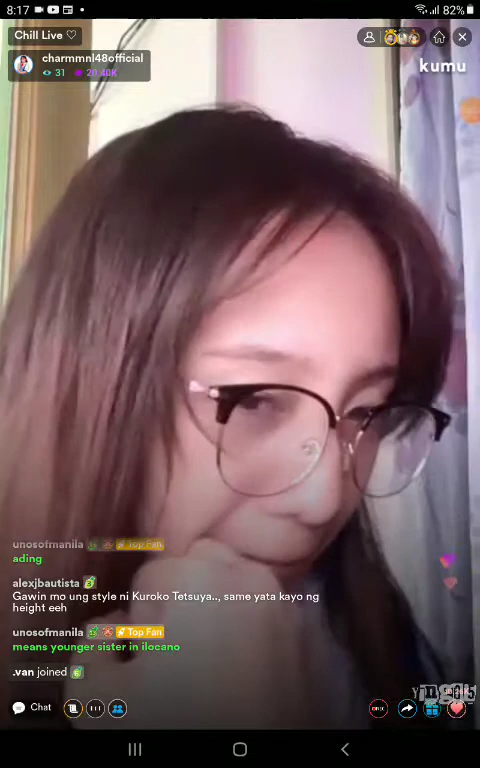 8:17
82%
Chill Live ♡
charmmnl48official
31 20.40K
kumu
unosofmanila Top Fan
ading
alexjbautista
Gawin mo ung style ni Kuroko Tetsuya.., same yata kayo ng
height eeh
unosofmanila Top Fan
means younger sister in ilocano
.van joined
Chat